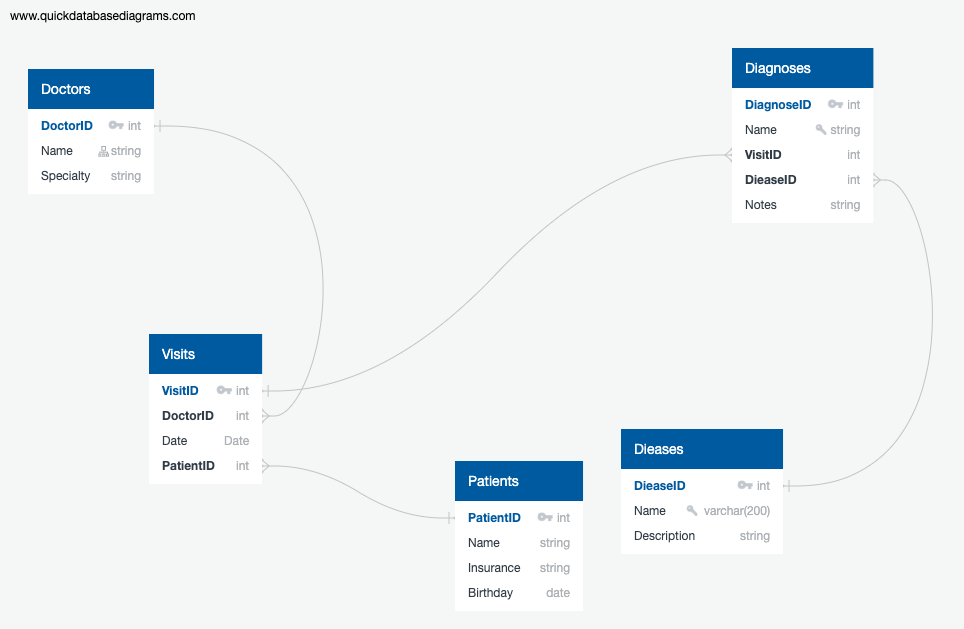 www.quickdatabasediagrams.com
Doctors
DoctorID int
Name string
Specialty string
Diagnoses
DiagnoseID int
Name string
VisitID int
DieaseID int
Notes string
Visits
VisitID int
DoctorID int
Date Date
PatientID int
Patients
PatientID int
Name string
Insurance string
Birthday date
Dieases
DieaseID int
Name varchar(200)
Description string